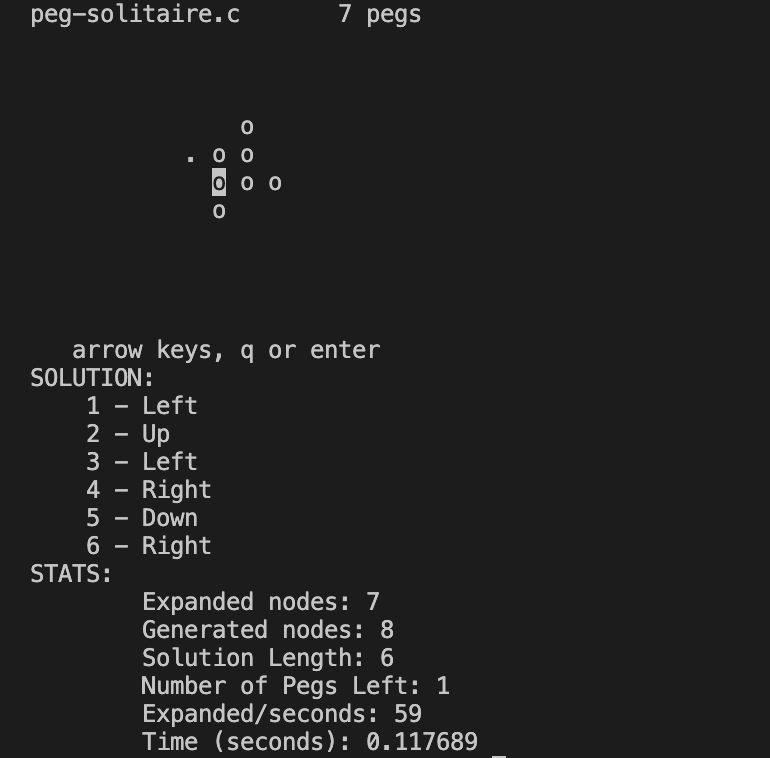 peg-solitaire.c       7 pegs
o
. o o
o o o
o
arrow keys, q or enter
SOLUTION:
1 - Left
2 - Up
3 - Left
4 - Right
5 - Down
6 - Right
STATS:
Expanded nodes: 7
Generated nodes: 8
Solution Length: 6
Number of Pegs Left: 1
Expanded/seconds: 59
Time (seconds): 0.117689